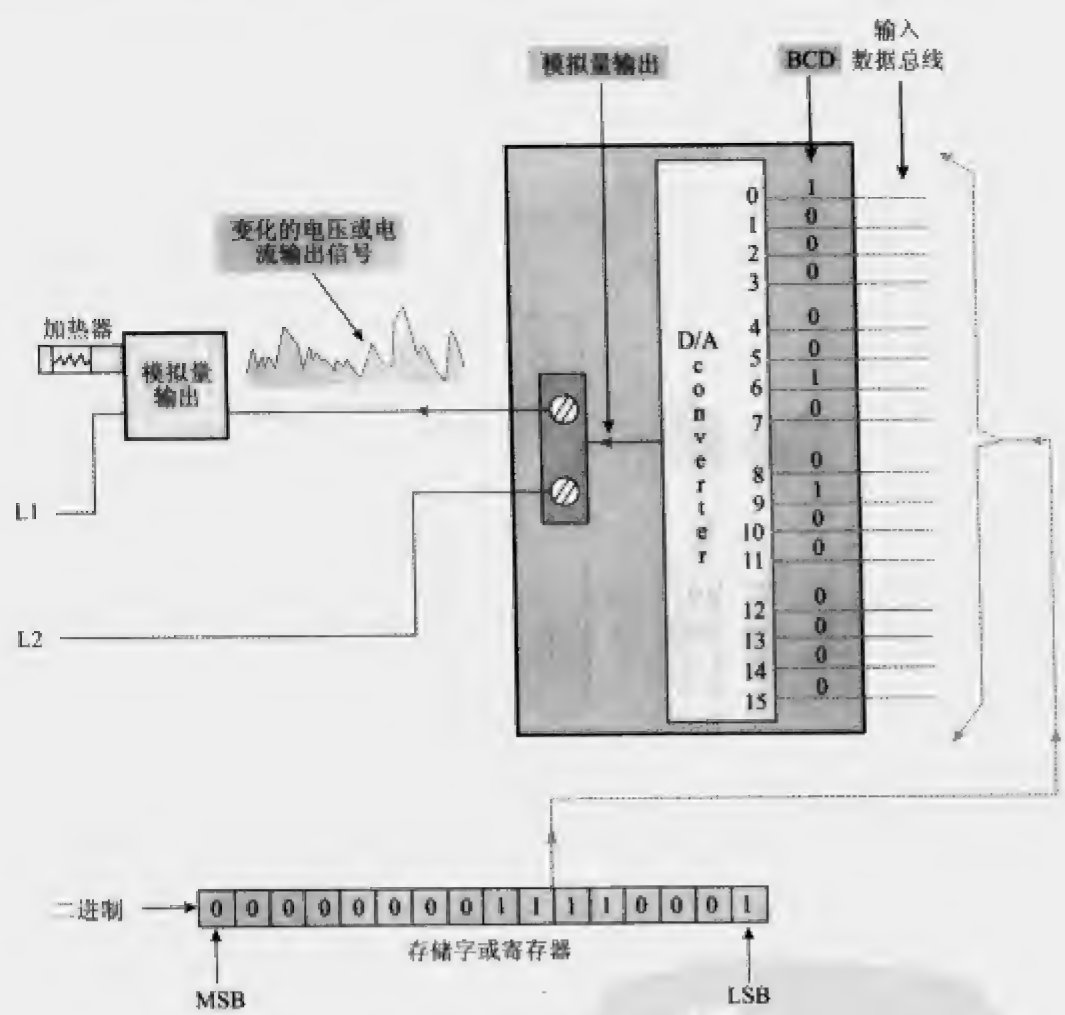 输入
数据总线
模拟量输出
BCD
变化的电压或电
流输出信号
加热器
模拟量
输出
L1
L2
D/A
c
o
n
v
e
r
t
e
r
0 1
1 0
2 0
3 0
4 0
5 0
6 1
7 0
8 0
9 1
10 0
11 0
12 0
13 0
14 0
15 0
二进制
0 0 0 0 0 0 0 0 1 1 1 1 0 0 0 1
存储字或寄存器
MSB
LSB